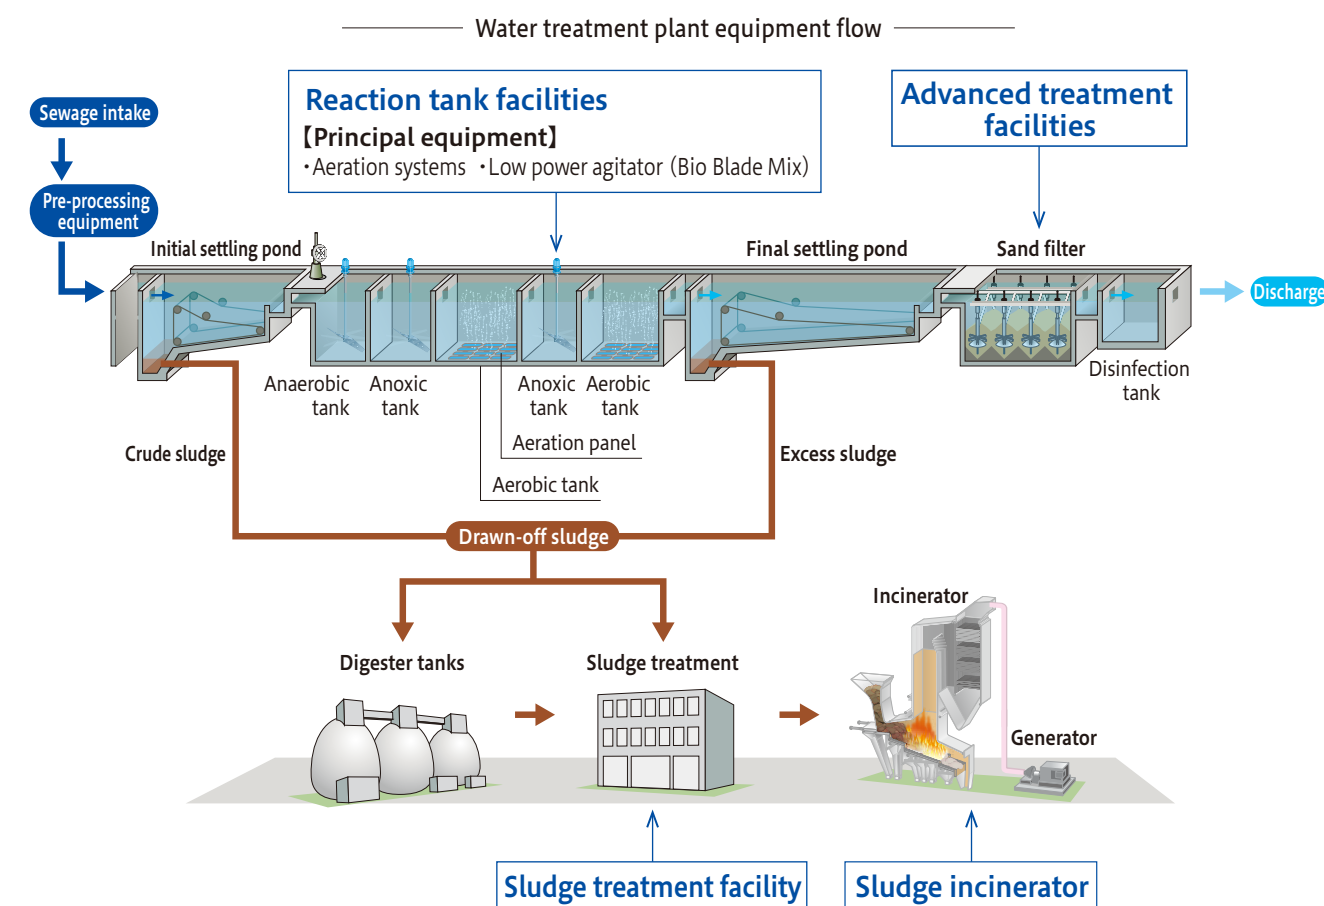 Water treatment plant equipment flow
Reaction tank facilities
【Principal equipment】
・Aeration systems ・Low power agitator (Bio Blade Mix)
Advanced treatment
facilities
Sewage intake
Pre-processing
equipment
Initial settling pond
Final settling pond
Sand filter
Discharge
Anaerobic
tank
Anoxic
tank
Anoxic
tank
Aerobic
tank
Disinfection
tank
Aeration panel
Aerobic tank
Crude sludge
Excess sludge
Drawn-off sludge
Digester tanks
Sludge treatment
Incinerator
Generator
Sludge treatment facility
Sludge incinerator